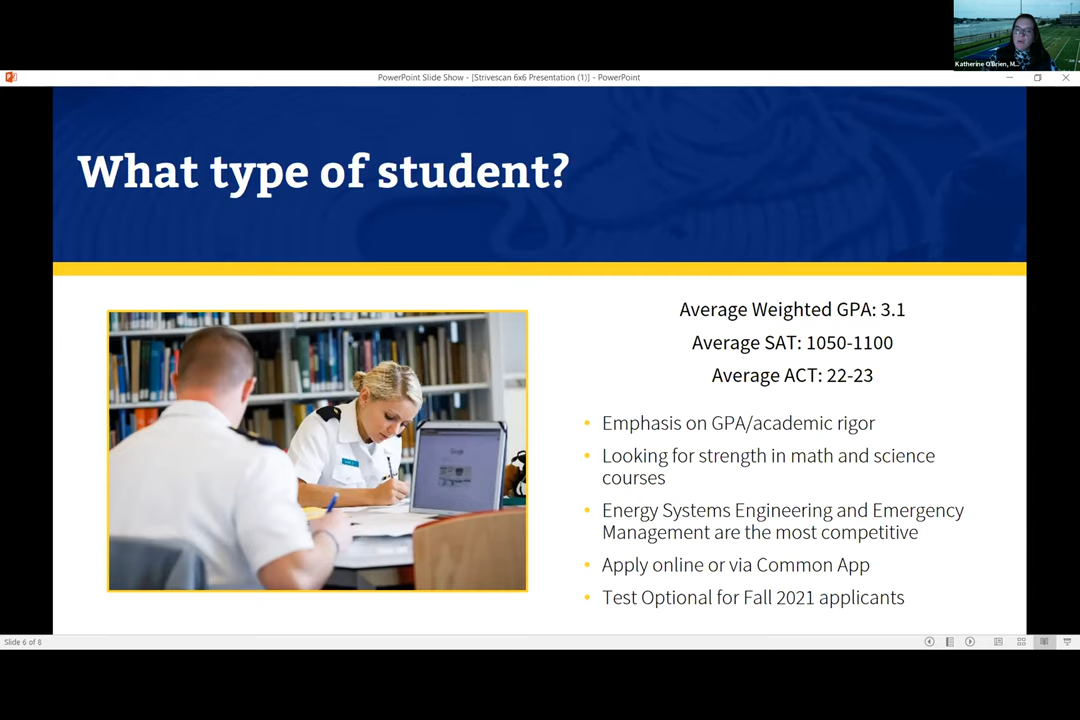 Katherine O'Brien, M...
PowerPoint Slide Show - [Strivescan 6x6 Presentation (1)] - PowerPoint
What type of student?
Average Weighted GPA: 3.1
Average SAT: 1050-1100
Average ACT: 22-23
• Emphasis on GPA/academic rigor
• Looking for strength in math and science
courses
• Energy Systems Engineering and Emergency
Management are the most competitive
• Apply online or via Common App
• Test Optional for Fall 2021 applicants
Slide 6 of 8